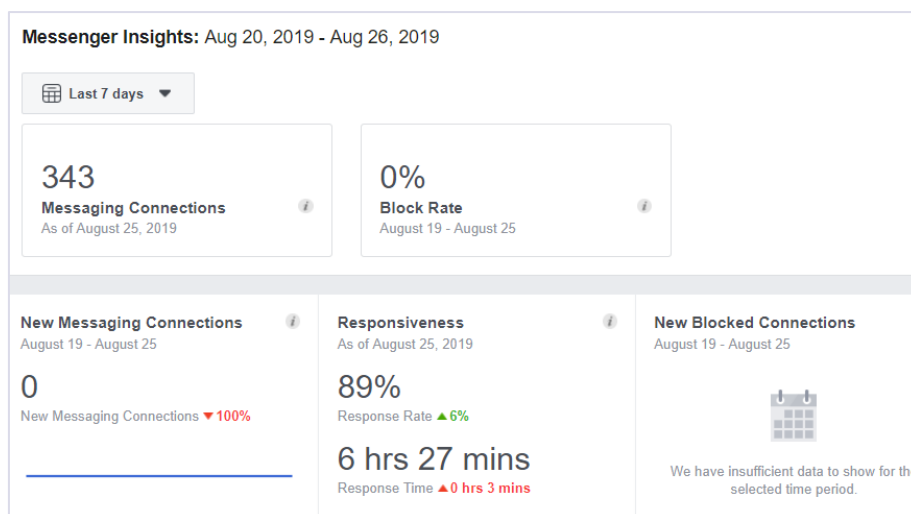 Messenger Insights: Aug 20, 2019 - Aug 26, 2019
Last 7 days
343
Messaging Connections
As of August 25, 2019
0%
Block Rate
August 19 - August 25
New Messaging Connections
August 19 - August 25
0
New Messaging Connections ▼100%
Responsiveness
As of August 25, 2019
89%
Response Rate ▲6%
6 hrs 27 mins
Response Time ▲0 hrs 3 mins
New Blocked Connections
August 19 - August 25
We have insufficient data to show for th
selected time period.